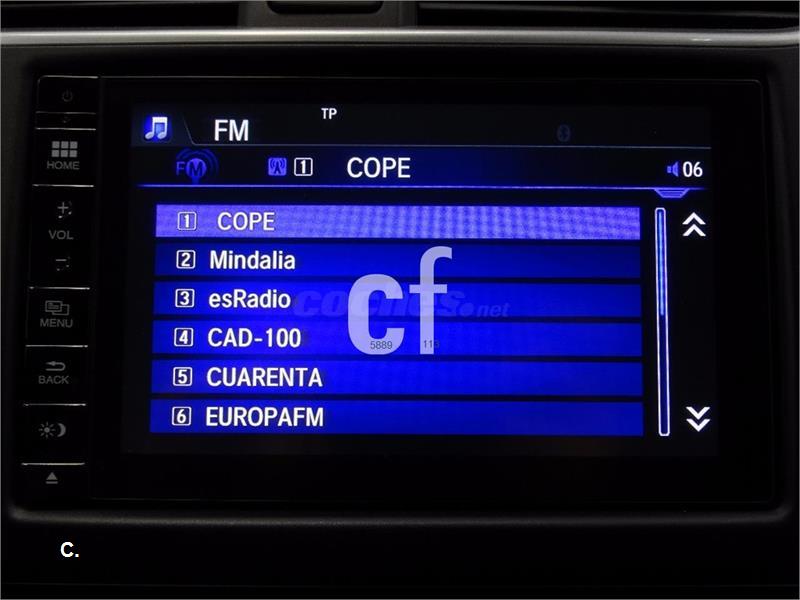 TP
FM
FM 1 COPE 06
HOME
VOL
MENU
BACK
1 COPE
2 Mindalia
3 esRadio
4 CAD-100
5 CUARENTA
6 EUROPAFM
coches.net
cf
5889 113
C.